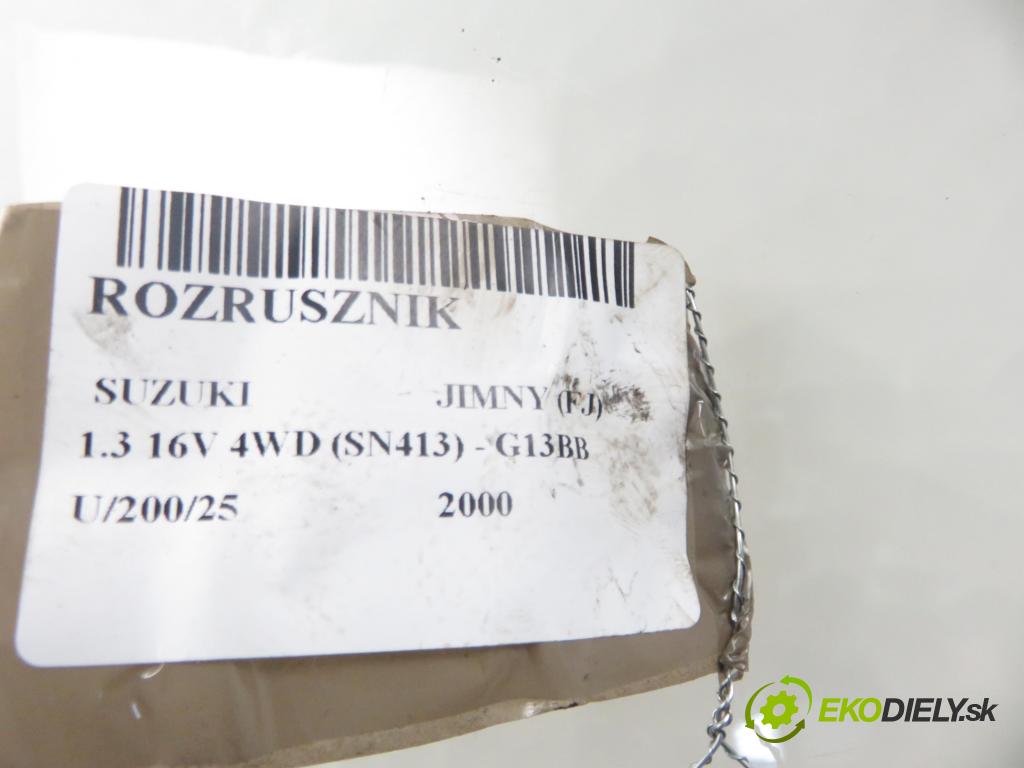 ROZRUSZNIK
SUZUKI JIMNY (FJ)
1.3 16V 4WD (SN413) - G13BB
U/200/25 2000
EKODIELY.sk